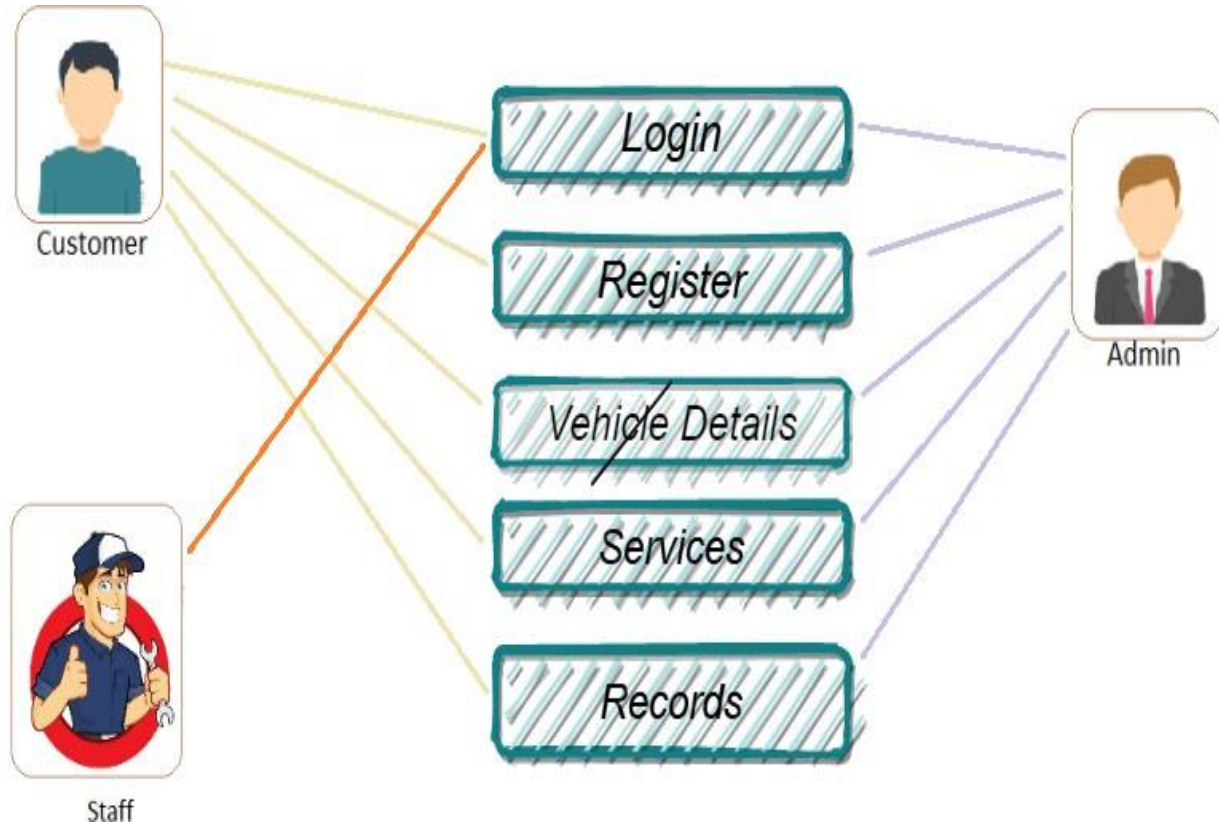 Customer
Login
Register
Vehicle Details
Services
Records
Admin
Staff